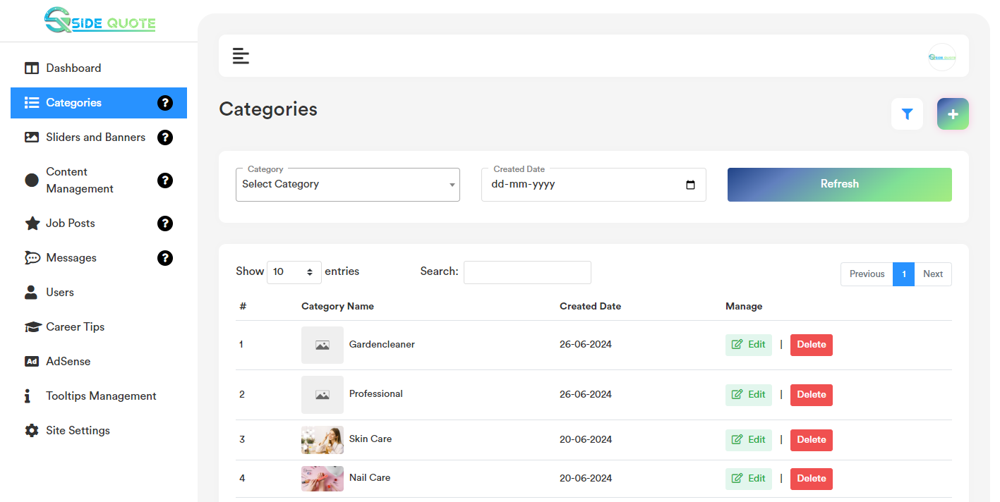 SIDE QUOTE
Dashboard
Categories ?
Sliders and Banners ?
Content
Management ?
Job Posts ?
Messages ?
Users
Career Tips
Ad AdSense
Tooltips Management
Site Settings
SIDE QUOTE
Categories
Category
Select Category
Created Date
dd-mm-yyyy
Refresh
Show 10 entries
Search:
Previous 1 Next
# Category Name Created Date Manage
1 Gardencleaner 26-06-2024 Edit | Delete
2 Professional 26-06-2024 Edit | Delete
3 Skin Care 20-06-2024 Edit | Delete
4 Nail Care 20-06-2024 Edit | Delete